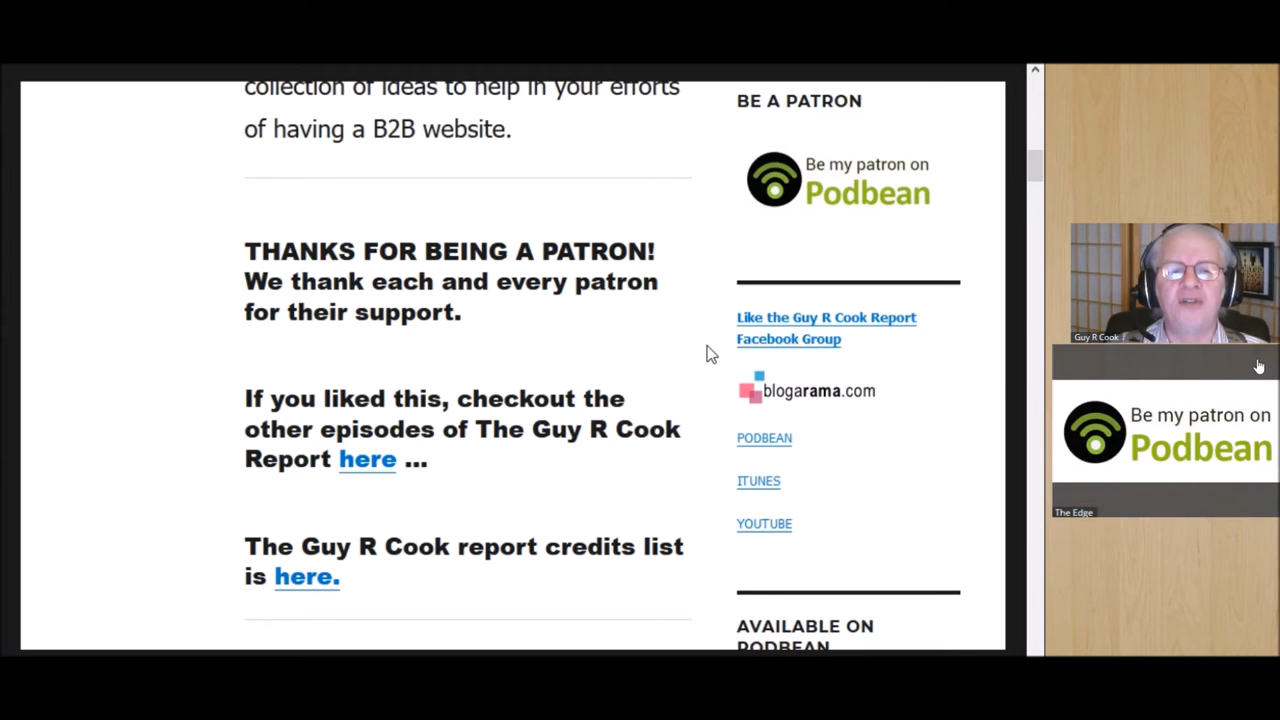 collection of ideas to help in your efforts
of having a B2B website.
THANKS FOR BEING A PATRON!
We thank each and every patron
for their support.
If you liked this, checkout the
other episodes of The Guy R Cook
Report here ...
The Guy R Cook report credits list
is here.
BE A PATRON
Be my patron on
Podbean
Like the Guy R Cook Report
Facebook Group
blogarama.com
PODBEAN
ITUNES
YOUTUBE
AVAILABLE ON
PODBEAN
Guy R Cook
Be my patron on
Podbean
The Edge